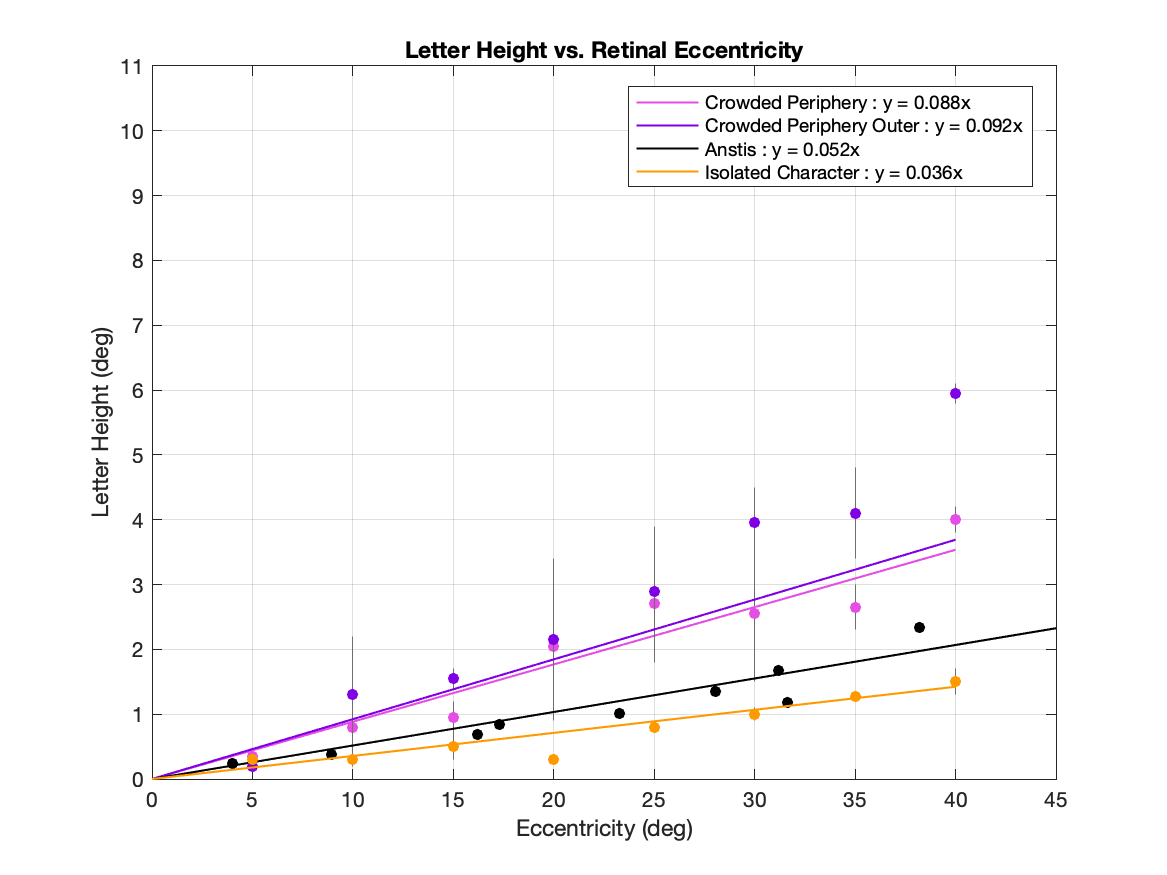 Letter Height vs. Retinal Eccentricity
Crowded Periphery : y = 0.088x
Crowded Periphery Outer : y = 0.092x
Anstis : y = 0.052x
Isolated Character : y = 0.036x
11
10
9
8
7
6
5
4
3
2
1
0
Letter Height (deg)
0 5 10 15 20 25 30 35 40 45
Eccentricity (deg)